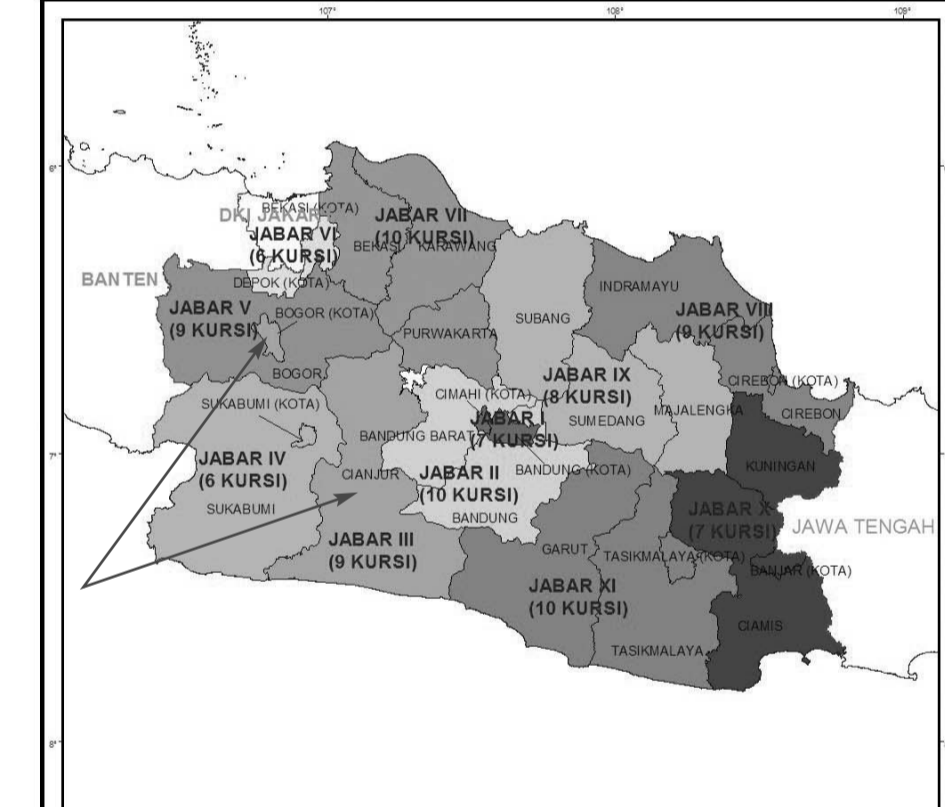 107°
108°
109°
6°
7°
8°
DKI JAKAR
BEKASI (KOTA)
JABAR VI
(6 KURSI)
DEPOK (KOTA)
JABAR VII
(10 KURSI)
BEKASI
KARAWANG
BANTEN
JABAR V
(9 KURSI)
BOGOR (KOTA)
BOGOR
PURWAKARTA
SUBANG
INDRAMAYU
JABAR VIII
(9 KURSI)
CIREBON (KOTA)
CIREBON
JABAR IX
(8 KURSI)
SUMEDANG
MAJALENGKA
SUKABUMI (KOTA)
JABAR IV
(6 KURSI)
SUKABUMI
CIMAHI (KOTA)
JABAR I
(7 KURSI)
BANDUNG BARAT
BANDUNG (KOTA)
CIANJUR
JABAR II
(10 KURSI)
BANDUNG
JABAR III
(9 KURSI)
KUNINGAN
JABAR X
(7 KURSI)
JAWA TENGAH
GARUT
TASIKMALAYA (KOTA)
BANJAR (KOTA)
JABAR XI
(10 KURSI)
CIAMIS
TASIKMALAYA